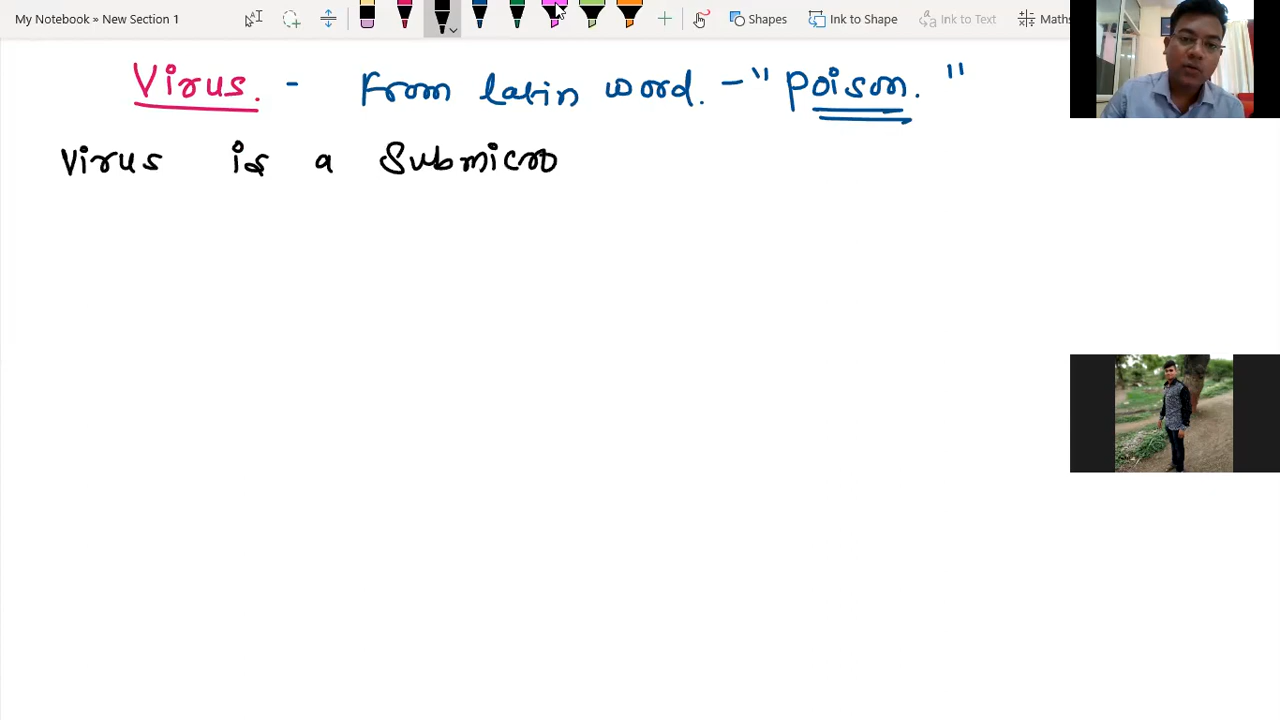 My Notebook » New Section 1
Shapes
Ink to Shape
Ink to Text
Maths
Virus. - From latin word. - "Poison."
Virus is a Submicro